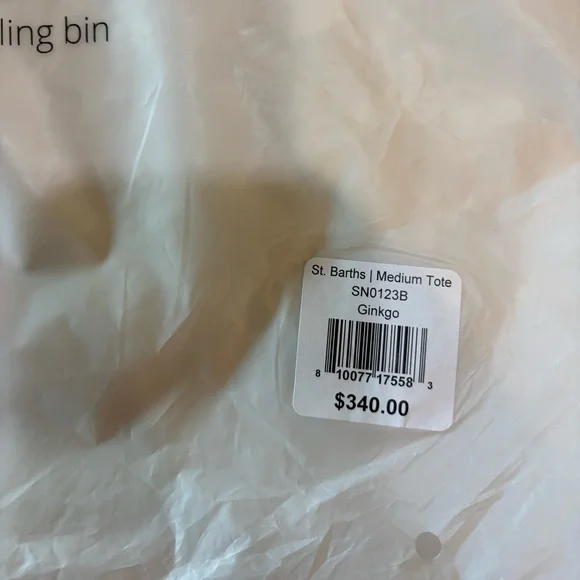 ling bin
St. Barths | Medium Tote
SN0123B
Ginkgo
8 10077 17558 3
$340.00